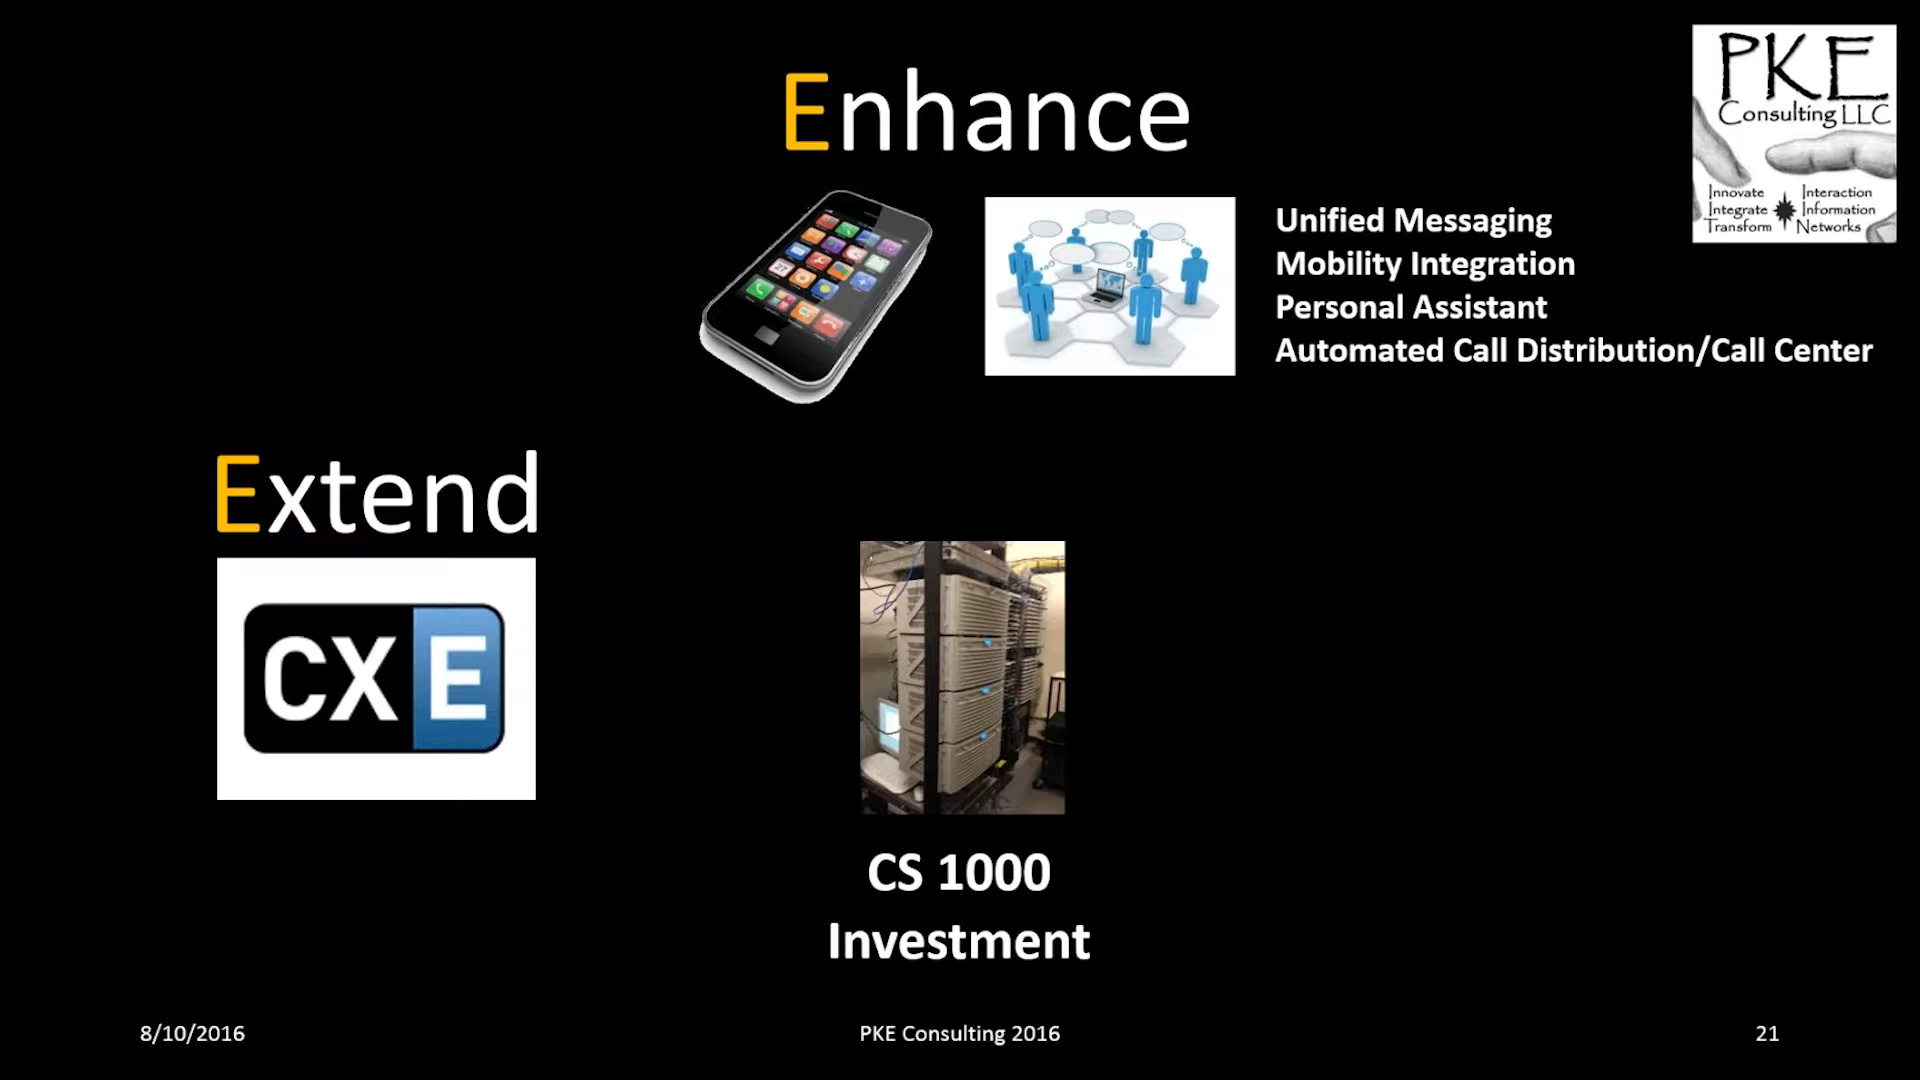 Enhance
PKE
Consulting LLC
Innovate Interaction
Integrate Information
Transform Networks
Unified Messaging
Mobility Integration
Personal Assistant
Automated Call Distribution/Call Center
Extend
CXE
CS 1000
Investment
8/10/2016
PKE Consulting 2016
21